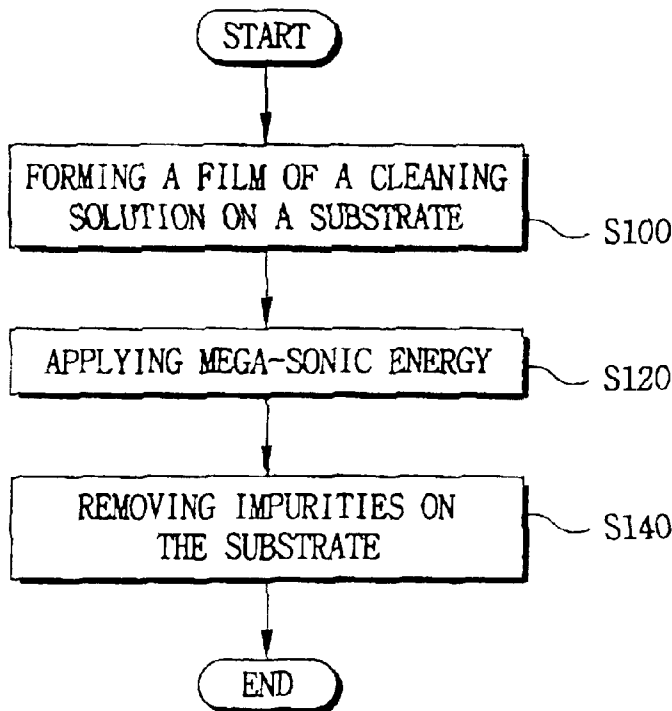 START
FORMING A FILM OF A CLEANING
SOLUTION ON A SUBSTRATE
S100
APPLYING MEGA-SONIC ENERGY
S120
REMOVING IMPURITIES ON
THE SUBSTRATE
S140
END